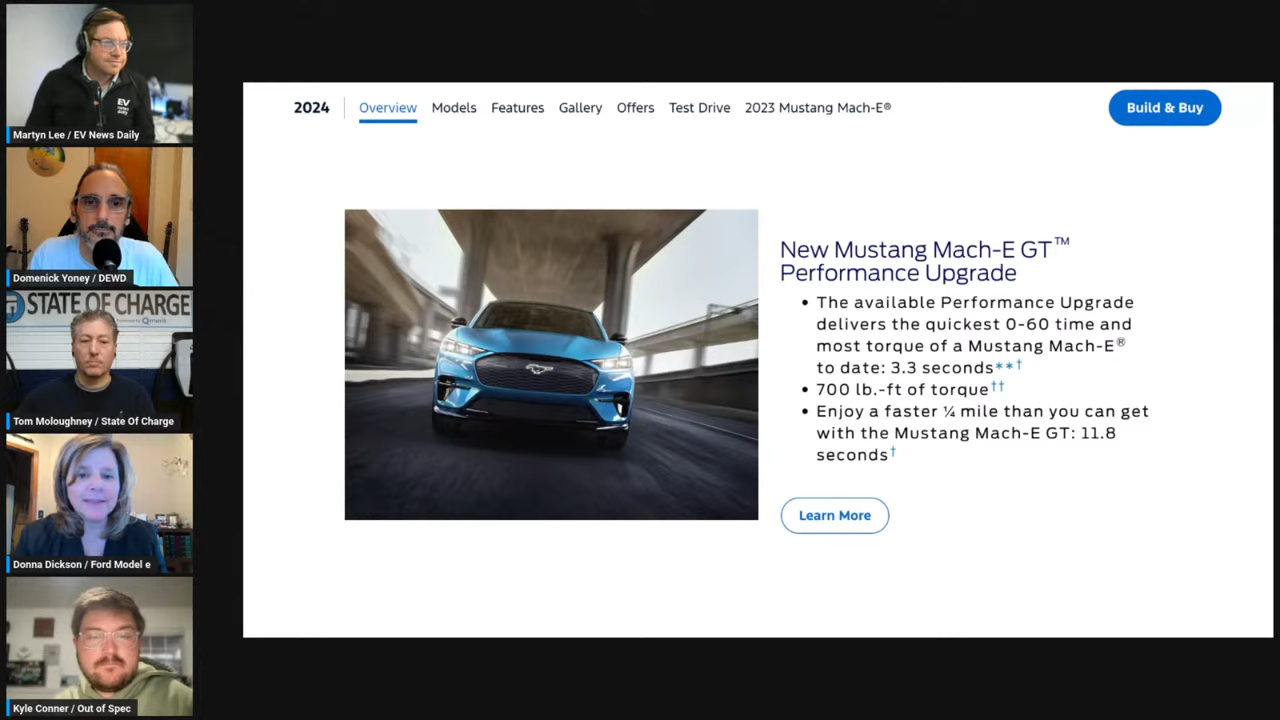 EV
news
daily
Martyn Lee / EV News Daily
Domenick Yoney / DEWD
STATE OF CHARGE
Qmerit
Tom Moloughney / State Of Charge
Donna Dickson / Ford Model e
Kyle Conner / Out of Spec
2024 Overview Models Features Gallery Offers Test Drive 2023 Mustang Mach-E® Build & Buy
New Mustang Mach-E GT™
Performance Upgrade
• The available Performance Upgrade
delivers the quickest 0-60 time and
most torque of a Mustang Mach-E®
to date: 3.3 seconds**†
• 700 lb.-ft of torque††
• Enjoy a faster ¼ mile than you can get
with the Mustang Mach-E GT: 11.8
seconds†
Learn More